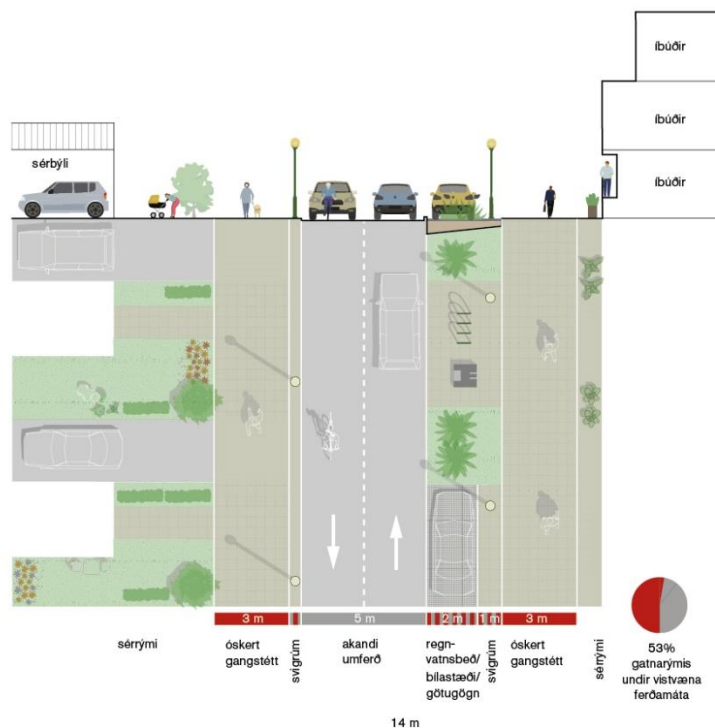 íbúðir
íbúðir
íbúðir
sérbýli
3 m
5 m
2 m
1 m
3 m
sérrými
óskert
gangstétt
svigrúm
akandi
umferð
regn-
vatnsbeð/
bílastæði/
götugögn
svigrúm
óskert
gangstétt
sérrými
53%
gatnarýmis
undir vistvæna
ferðamáta
14 m